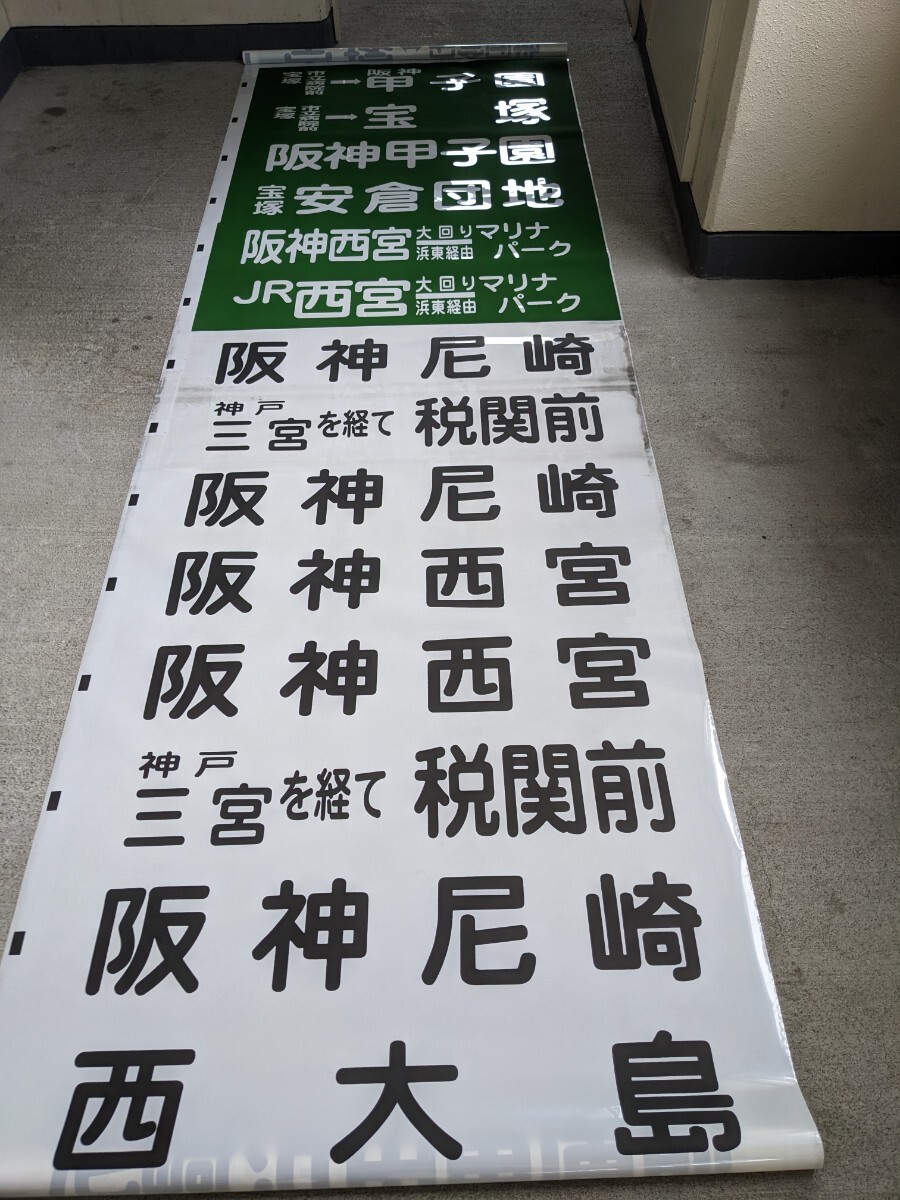 宝塚 市立病院前→阪神甲子園
宝塚 市立病院前→宝塚
阪神甲子園
宝塚 安倉団地
阪神西宮 大回り 浜東経由 マリナパーク
JR西宮 大回り 浜東経由 マリナパーク
阪神尼崎
神戸三宮を経て 税関前
阪神尼崎
阪神西宮
阪神西宮
神戸三宮を経て 税関前
阪神尼崎
西大島